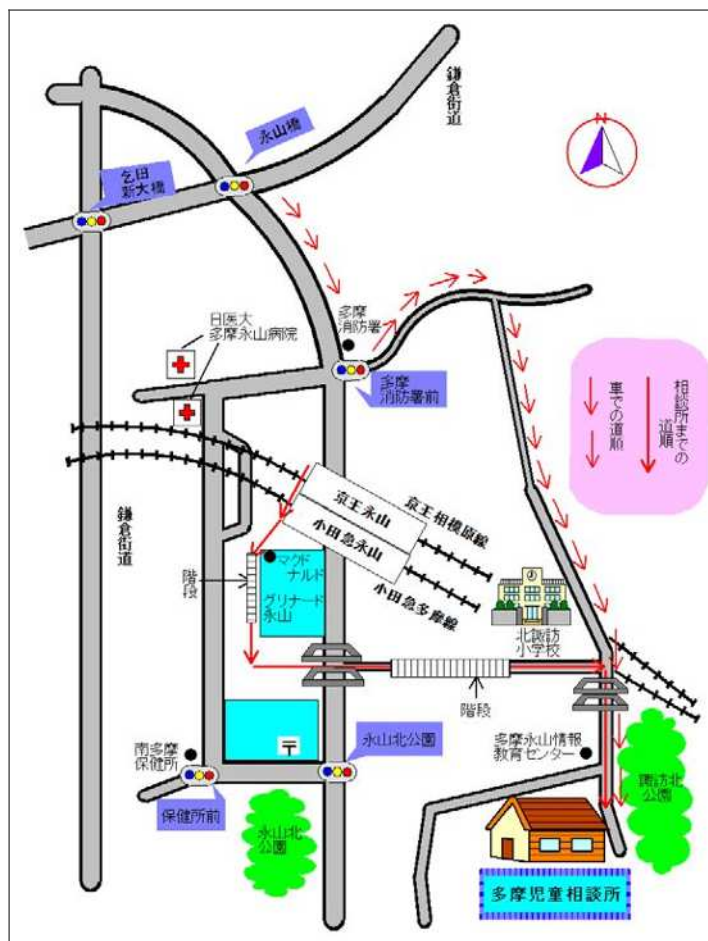 鎌倉街道
N
永山橋
乞田
新大橋
日医大
多摩永山病院
多摩
消防署
多摩
消防署前
車での道順
相談所までの
道順
京王永山
京王相模原線
小田急永山
小田急多摩線
鎌倉街道
階段
マクド
ナルド
グリナード
永山
北諏訪
小学校
階段
南多摩
保健所
〒
永山北公園
多摩永山情報
教育センター
諏訪北
公園
保健所前
永山北
公園
多摩児童相談所